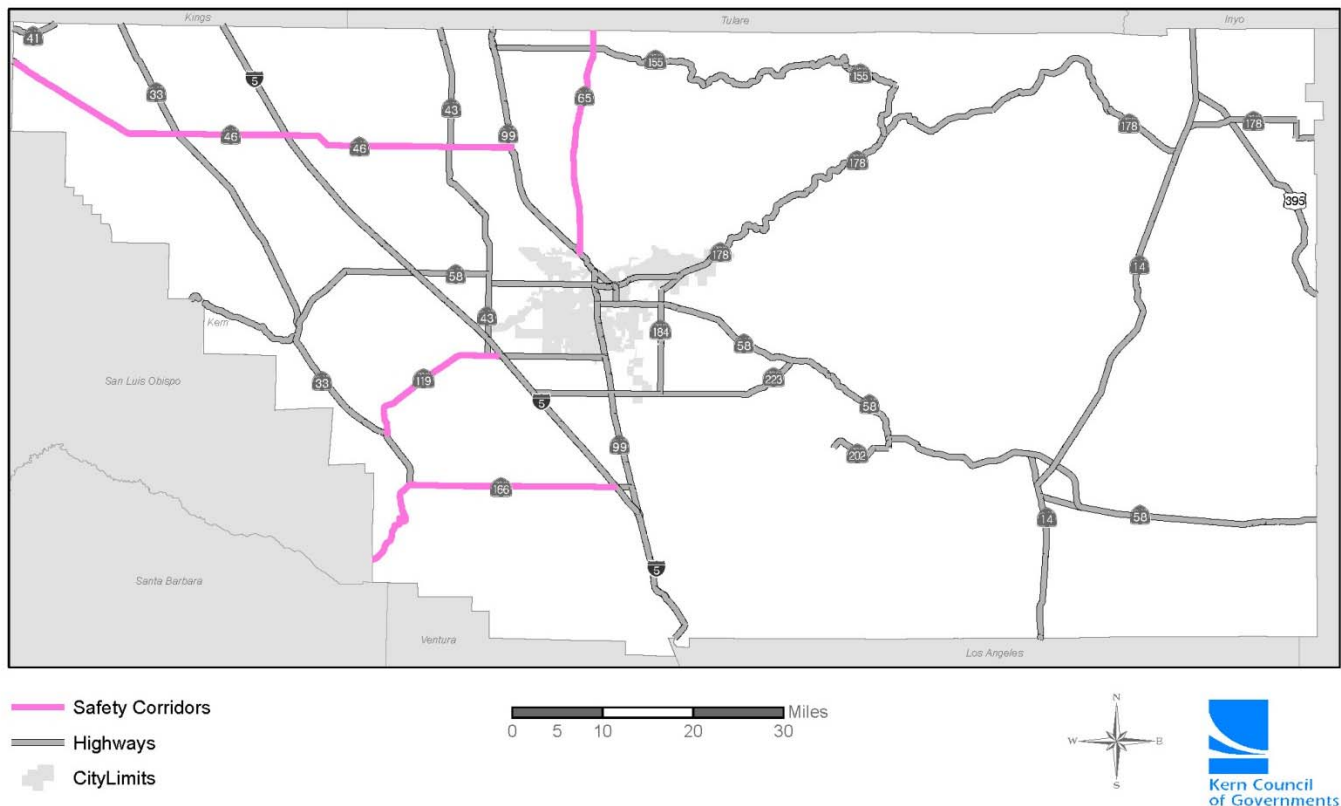 Kings
Tulare
Inyo
41
33
5
43
65
155
155
46
46
99
178
178
178
395
58
43
178
14
Kern
184
58
San Luis Obispo
33
119
5
223
58
99
202
166
14
58
Santa Barbara
5
Ventura
Los Angeles
Safety Corridors
Highways
CityLimits
Miles
0 5 10 20 30
N
W E
S
Kern Council
of Governments